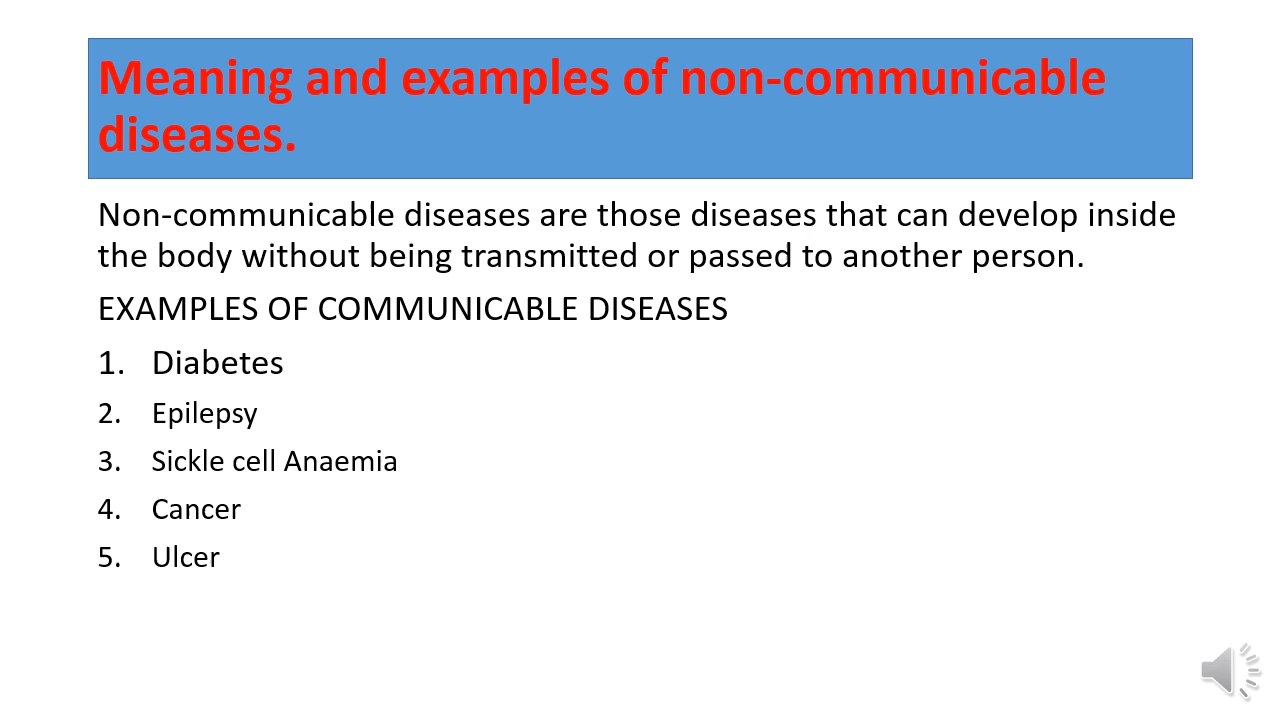 Meaning and examples of non-communicable
diseases.
Non-communicable diseases are those diseases that can develop inside
the body without being transmitted or passed to another person.
EXAMPLES OF COMMUNICABLE DISEASES
1. Diabetes
2. Epilepsy
3. Sickle cell Anaemia
4. Cancer
5. Ulcer